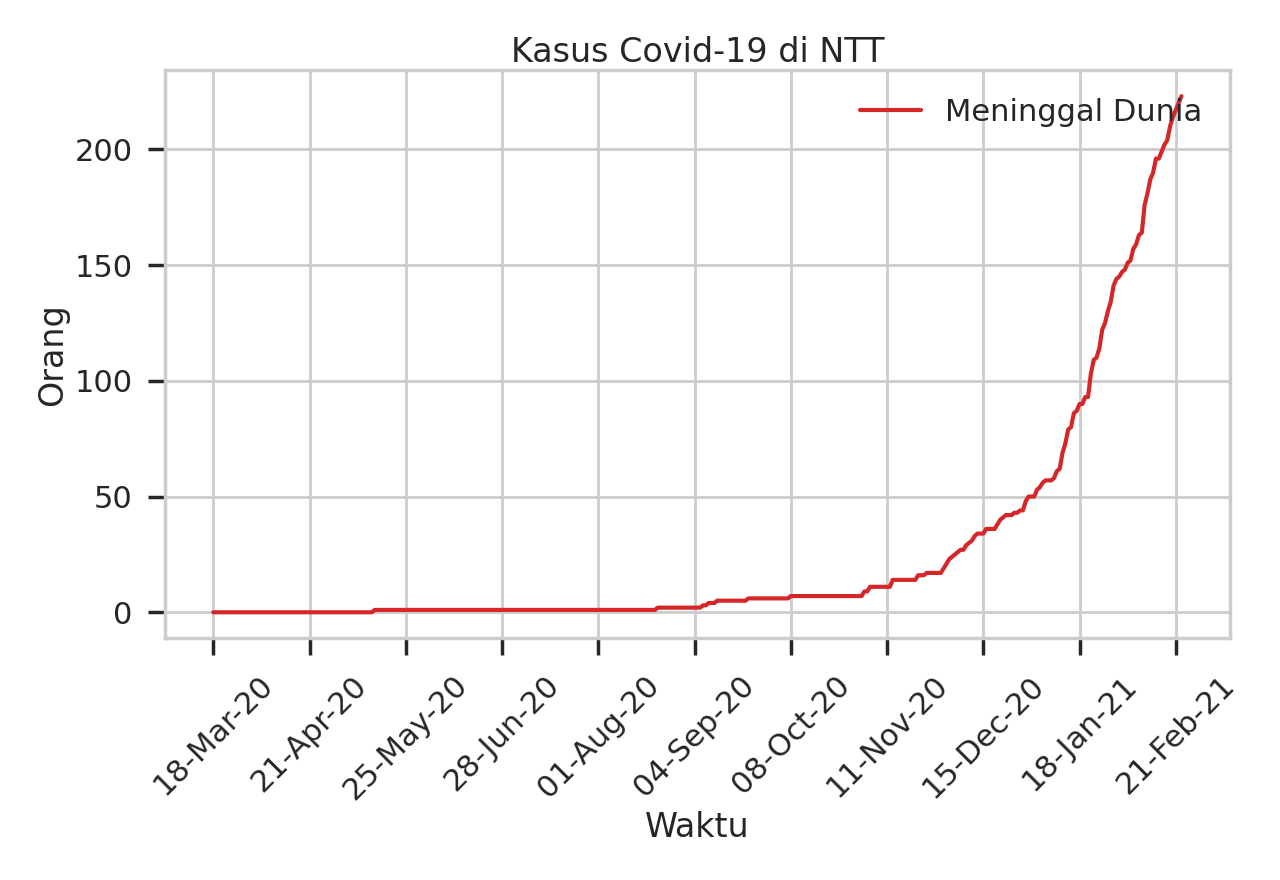 Kasus Covid-19 di NTT
Meninggal Dunia
Orang
200
150
100
50
0
18-Mar-20
21-Apr-20
25-May-20
28-Jun-20
01-Aug-20
04-Sep-20
08-Oct-20
11-Nov-20
15-Dec-20
18-Jan-21
21-Feb-21
Waktu